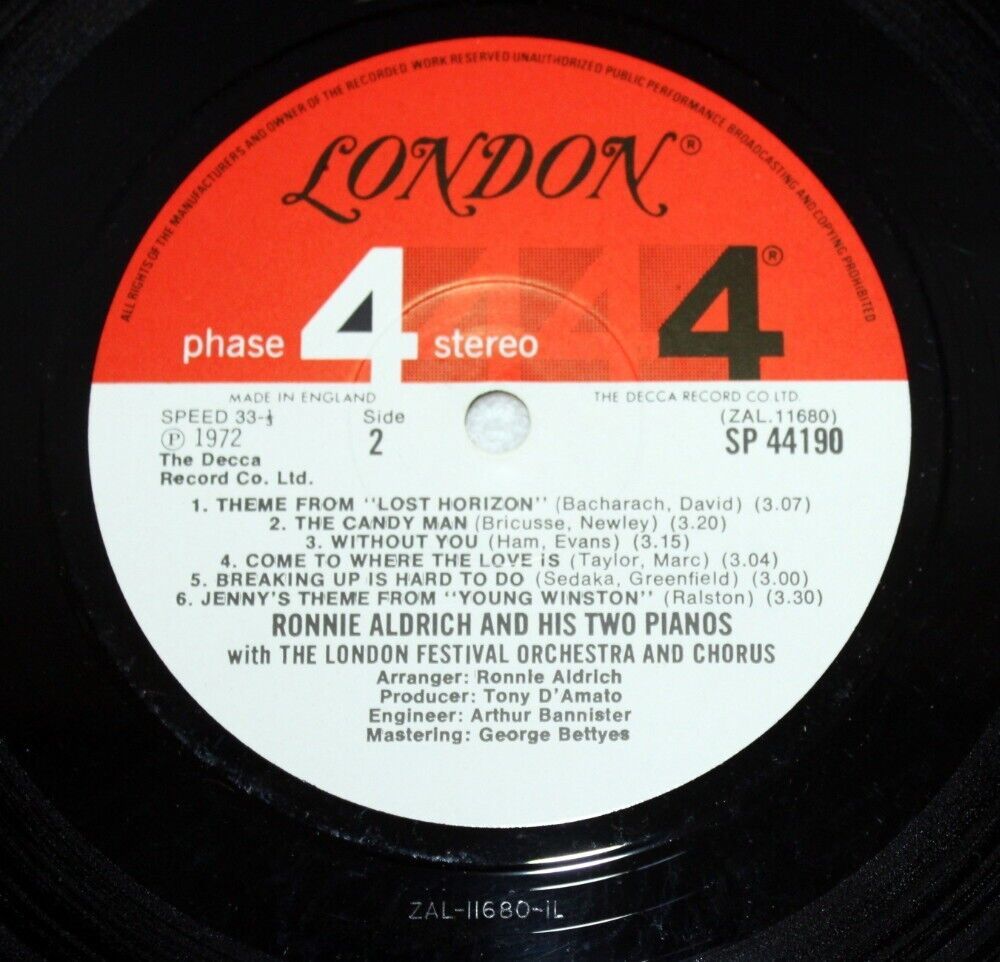 ALL RIGHTS OF THE MANUFACTURERS AND OWNER OF THE RECORDED WORK RESERVED UNAUTHORIZED PUBLIC PERFORMANCE BROADCASTING AND COPYING PROHIBITED
LONDON®
phase 4 stereo 4®
MADE IN ENGLAND THE DECCA RECORD CO. LTD.
SPEED 33-⅓ Side (ZAL.11680)
Ⓟ 1972 2 SP 44190
The Decca
Record Co. Ltd.
1. THEME FROM "LOST HORIZON" (Bacharach, David) (3.07)
2. THE CANDY MAN (Bricusse, Newley) (3.20)
3. WITHOUT YOU (Ham, Evans) (3.15)
4. COME TO WHERE THE LOVE IS (Taylor, Marc) (3.04)
5. BREAKING UP IS HARD TO DO (Sedaka, Greenfield) (3.00)
6. JENNY'S THEME FROM "YOUNG WINSTON" (Ralston) (3.30)
RONNIE ALDRICH AND HIS TWO PIANOS
with THE LONDON FESTIVAL ORCHESTRA AND CHORUS
Arranger: Ronnie Aldrich
Producer: Tony D'Amato
Engineer: Arthur Bannister
Mastering: George Bettyes
ZAL-11680-1L